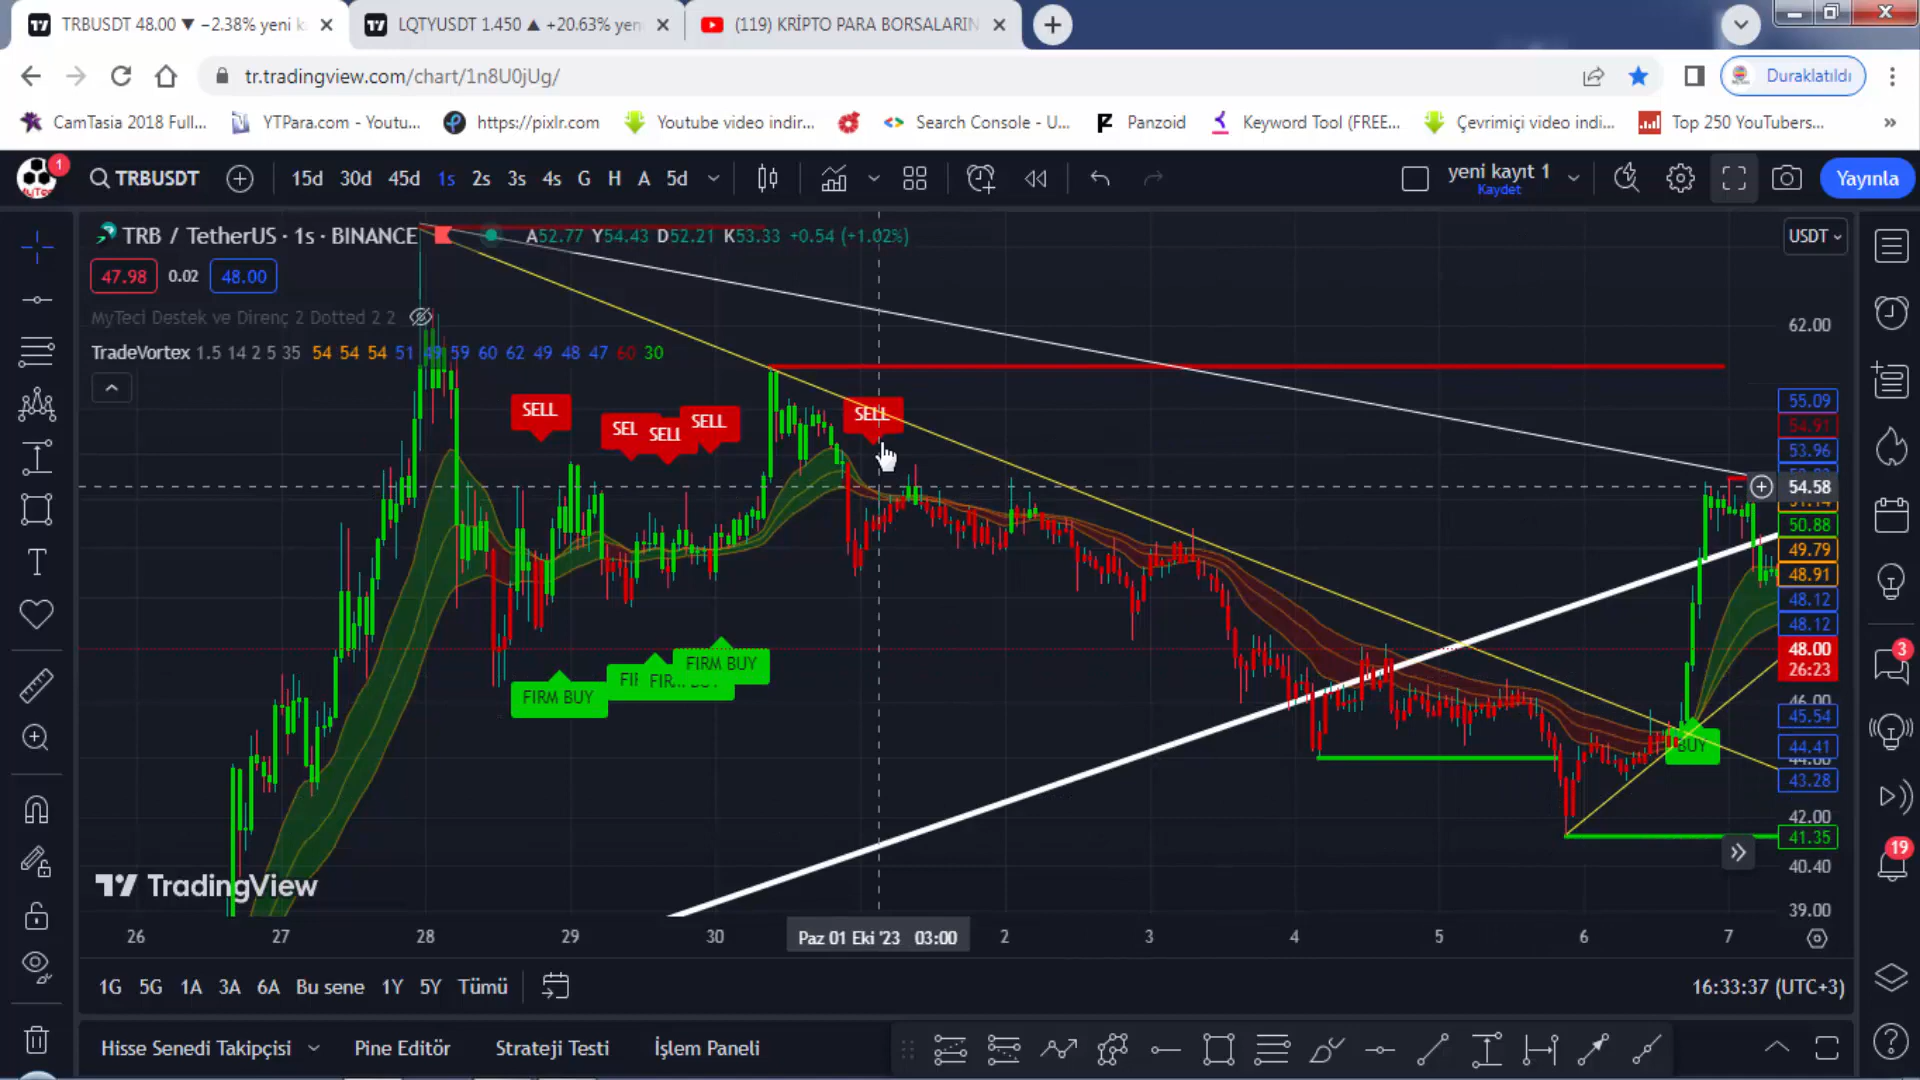 TRBUSDT 48.00 ▼ −2.38% yeni k
LQTYUSDT 1.450 ▲ +20.63% yen
(119) KRİPTO PARA BORSALARIN
tr.tradingview.com/chart/1n8U0jUg/
Duraklatıldı
CamTasia 2018 Full...
YTPara.com - Youtu...
https://pixlr.com
Youtube video indir...
Search Console - U...
Panzoid
Keyword Tool (FREE...
Çevrimiçi video indi...
Top 250 YouTubers...
1
TRBUSDT
15d 30d 45d 1s 2s 3s 4s G H A 5d
yeni kayıt 1
Kaydet
Yayınla
TRB / TetherUS · 1s · BINANCE
A52.77 Y54.43 D52.21 K53.33 +0.54 (+1.02%)
USDT
47.98 0.02 48.00
MyTeci Destek ve Direnç 2 Dotted 2 2
TradeVortex 1.5 14 2 5 35 54 54 54 51 49 59 60 62 49 48 47 60 30
62.00
55.09
54.91
53.96
54.58
50.88
49.79
48.91
48.12
48.12
48.00
26:23
46.00
45.54
44.41
43.28
42.00
41.35
40.40
39.00
SELL
SEL
SELL
SELL
SELL
FIRM BUY
FIRM BUY
BUY
3
19
TradingView
26 27 28 29 30 Paz 01 Eki '23 03:00 2 3 4 5 6 7
1G 5G 1A 3A 6A Bu sene 1Y 5Y Tümü
16:33:37 (UTC+3)
Hisse Senedi Takipçisi
Pine Editör
Strateji Testi
İşlem Paneli